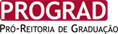 PROGRAD
PRÓ-REITORIA DE GRADUAÇÃO